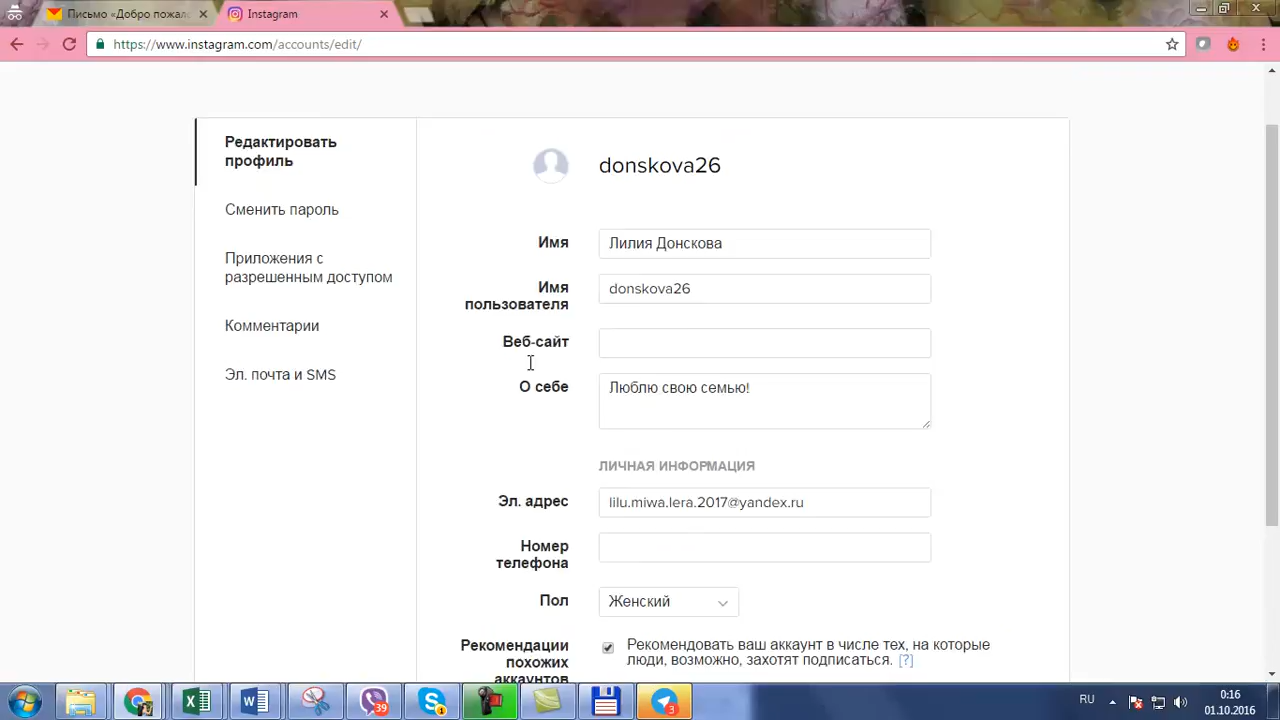 Письмо «Добро пожал
Instagram
https://www.instagram.com/accounts/edit/
Редактировать
профиль
Сменить пароль
Приложения с
разрешенным доступом
Комментарии
Эл. почта и SMS
donskova26
Имя
Лилия Донскова
Имя
пользователя
donskova26
Веб-сайт
О себе
Люблю свою семью!
ЛИЧНАЯ ИНФОРМАЦИЯ
Эл. адрес
lilu.miwa.lera.2017@yandex.ru
Номер
телефона
Пол
Женский
Рекомендации
похожих
аккаунтов
Рекомендовать ваш аккаунт в числе тех, на которые
люди, возможно, захотят подписаться. [?]
39
1
3
RU
0:16
01.10.2016